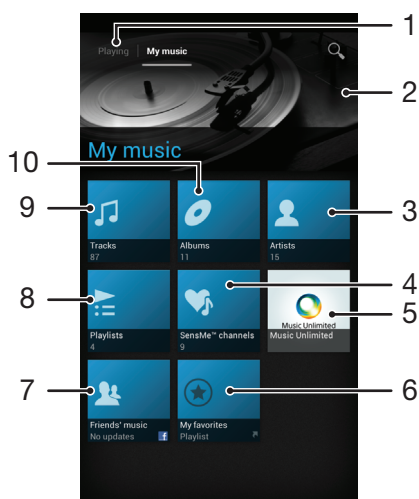 1
Playing | My music
2
My music
10
9
3
Tracks
87
Albums
11
Artists
15
8
4
5
Playlists
4
SensMe™ channels
9
Music Unlimited
Music Unlimited
7
6
Friends' music
No updates
f
My favorites
Playlist